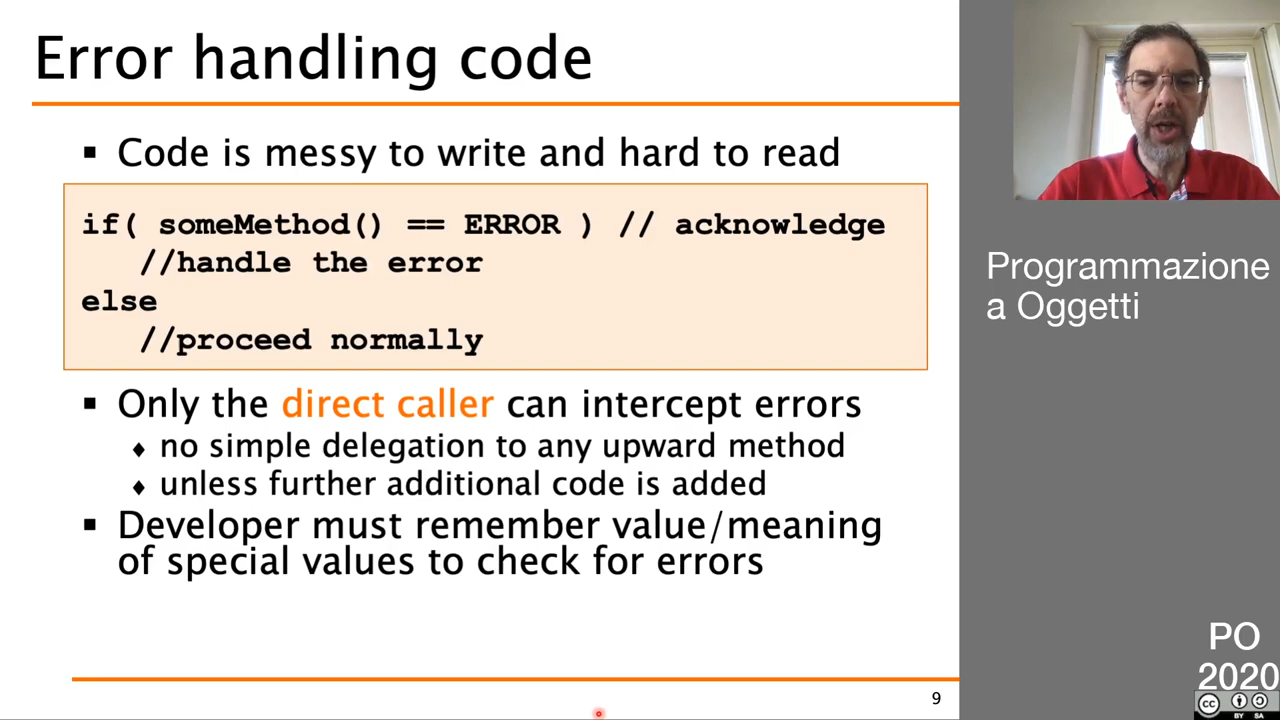 Error handling code
▪ Code is messy to write and hard to read
if( someMethod() == ERROR ) // acknowledge
//handle the error
else
//proceed normally
▪ Only the direct caller can intercept errors
♦ no simple delegation to any upward method
♦ unless further additional code is added
▪ Developer must remember value/meaning
of special values to check for errors
9
Programmazione
a Oggetti
PO
2020
cc
BY SA